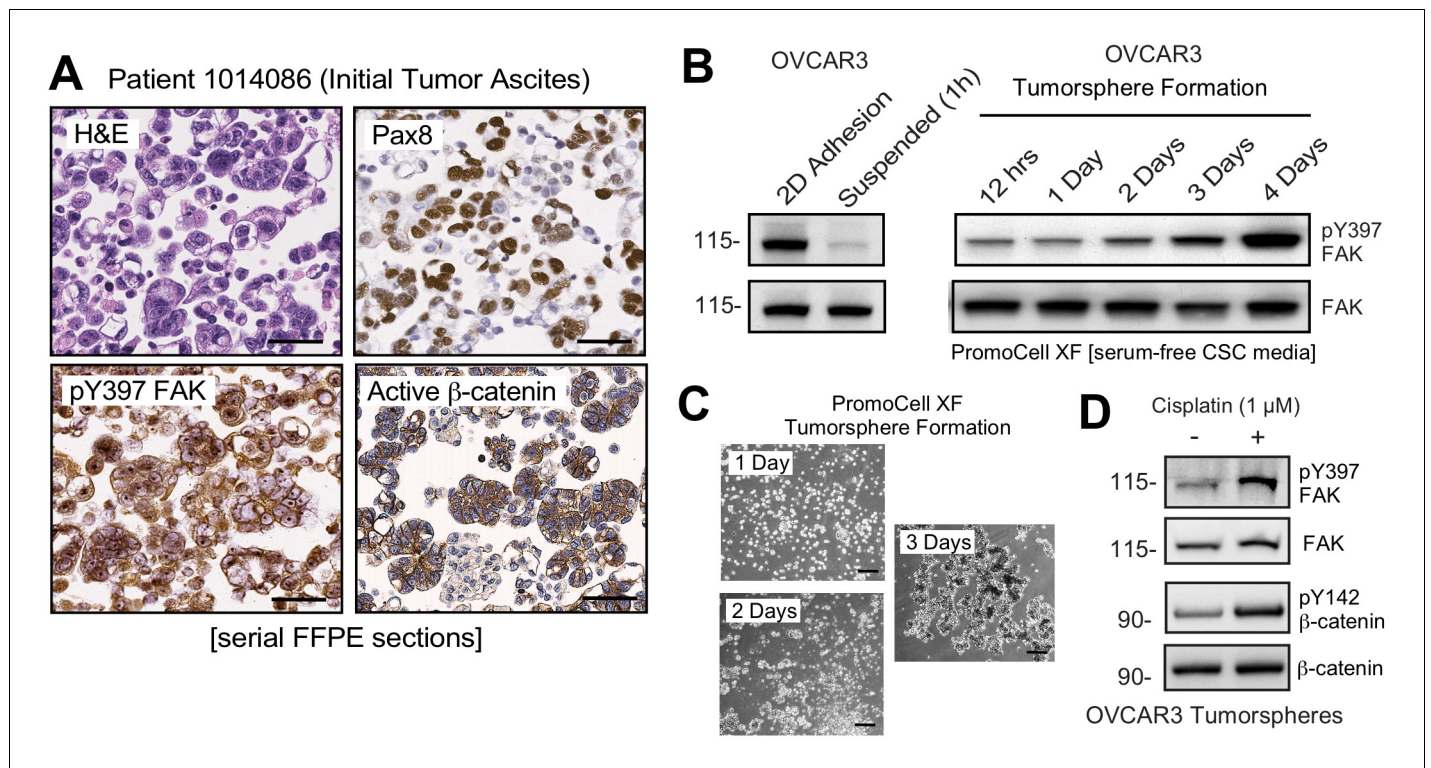 A
Patient 1014086 (Initial Tumor Ascites)
H&E
Pax8
pY397 FAK
Active β-catenin
[serial FFPE sections]
B
OVCAR3
2D Adhesion
Suspended (1h)
OVCAR3
Tumorsphere Formation
12 hrs
1 Day
2 Days
3 Days
4 Days
115-
pY397
FAK
115-
FAK
PromoCell XF [serum-free CSC media]
C
PromoCell XF
Tumorsphere Formation
1 Day
2 Days
3 Days
D
Cisplatin (1 µM)
- +
115-
pY397
FAK
115-
FAK
90-
pY142
β-catenin
90-
β-catenin
OVCAR3 Tumorspheres